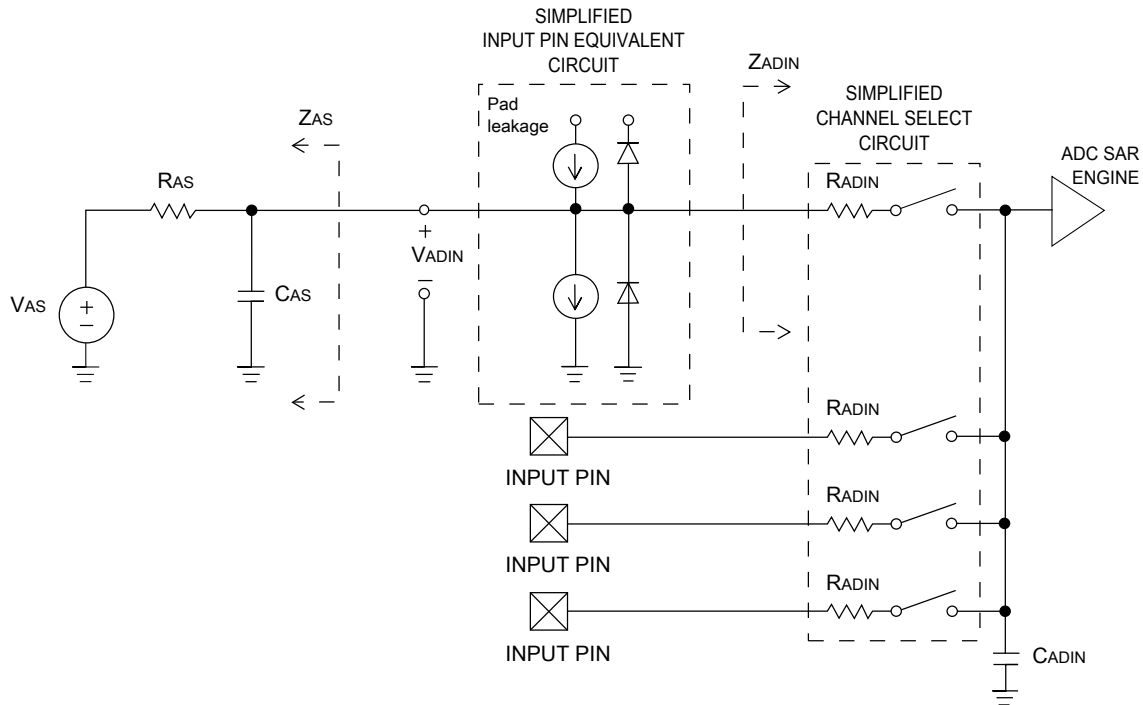 SIMPLIFIED
INPUT PIN EQUIVALENT
CIRCUIT
Pad
leakage
ZAS
ZADIN
SIMPLIFIED
CHANNEL SELECT
CIRCUIT
ADC SAR
ENGINE
RAS
RADIN
+
VADIN
−
VAS
+
−
CAS
RADIN
INPUT PIN
RADIN
INPUT PIN
RADIN
INPUT PIN
CADIN